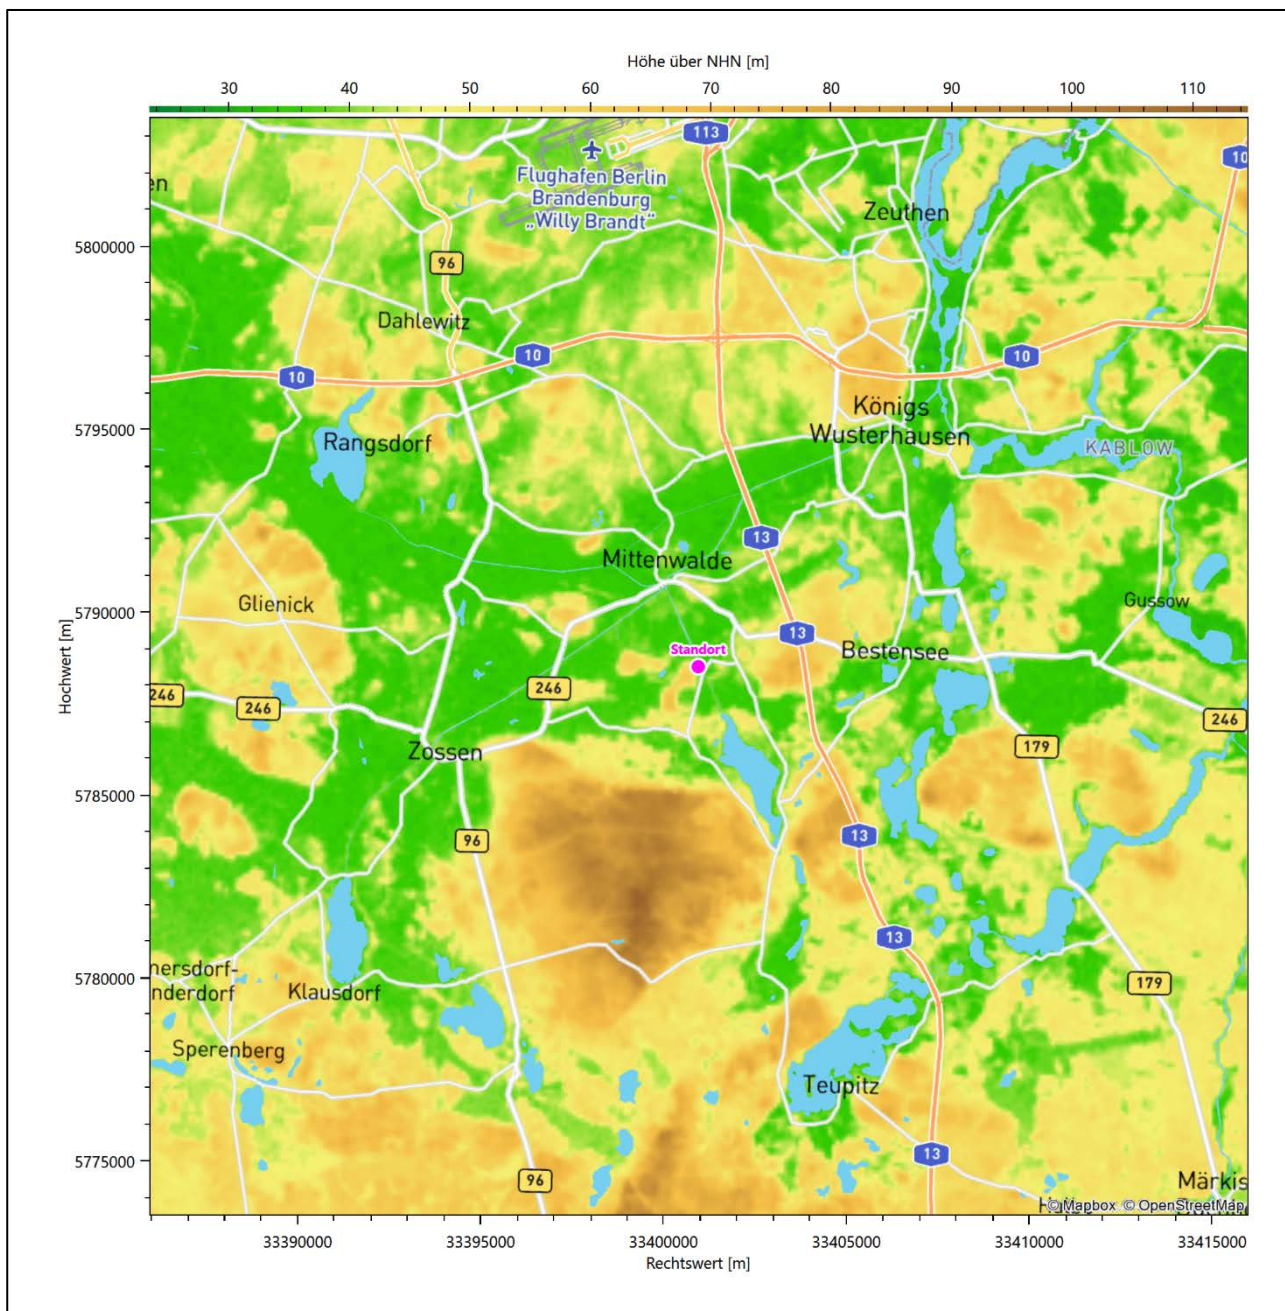 Höhe über NHN [m]
30 40 50 60 70 80 90 100 110
113
10
Flughafen Berlin
Brandenburg
„Willy Brandt“
en
Zeuthen
5800000
96
Dahlewitz
10
10
10
Königs
Wusterhausen
5795000
Rangsdorf
KABLOW
13
Mittenwalde
Glienick
Gussow
5790000
13
Standort
Bestensee
Hochwert [m]
246
246
246
246
179
Zossen
5785000
96
13
13
nersdorf-
nderdorf
Klausdorf
5780000
179
Sperenberg
Teupitz
5775000
13
96
Märkis
© Mapbox © OpenStreetMap
33390000 33395000 33400000 33405000 33410000 33415000
Rechtswert [m]